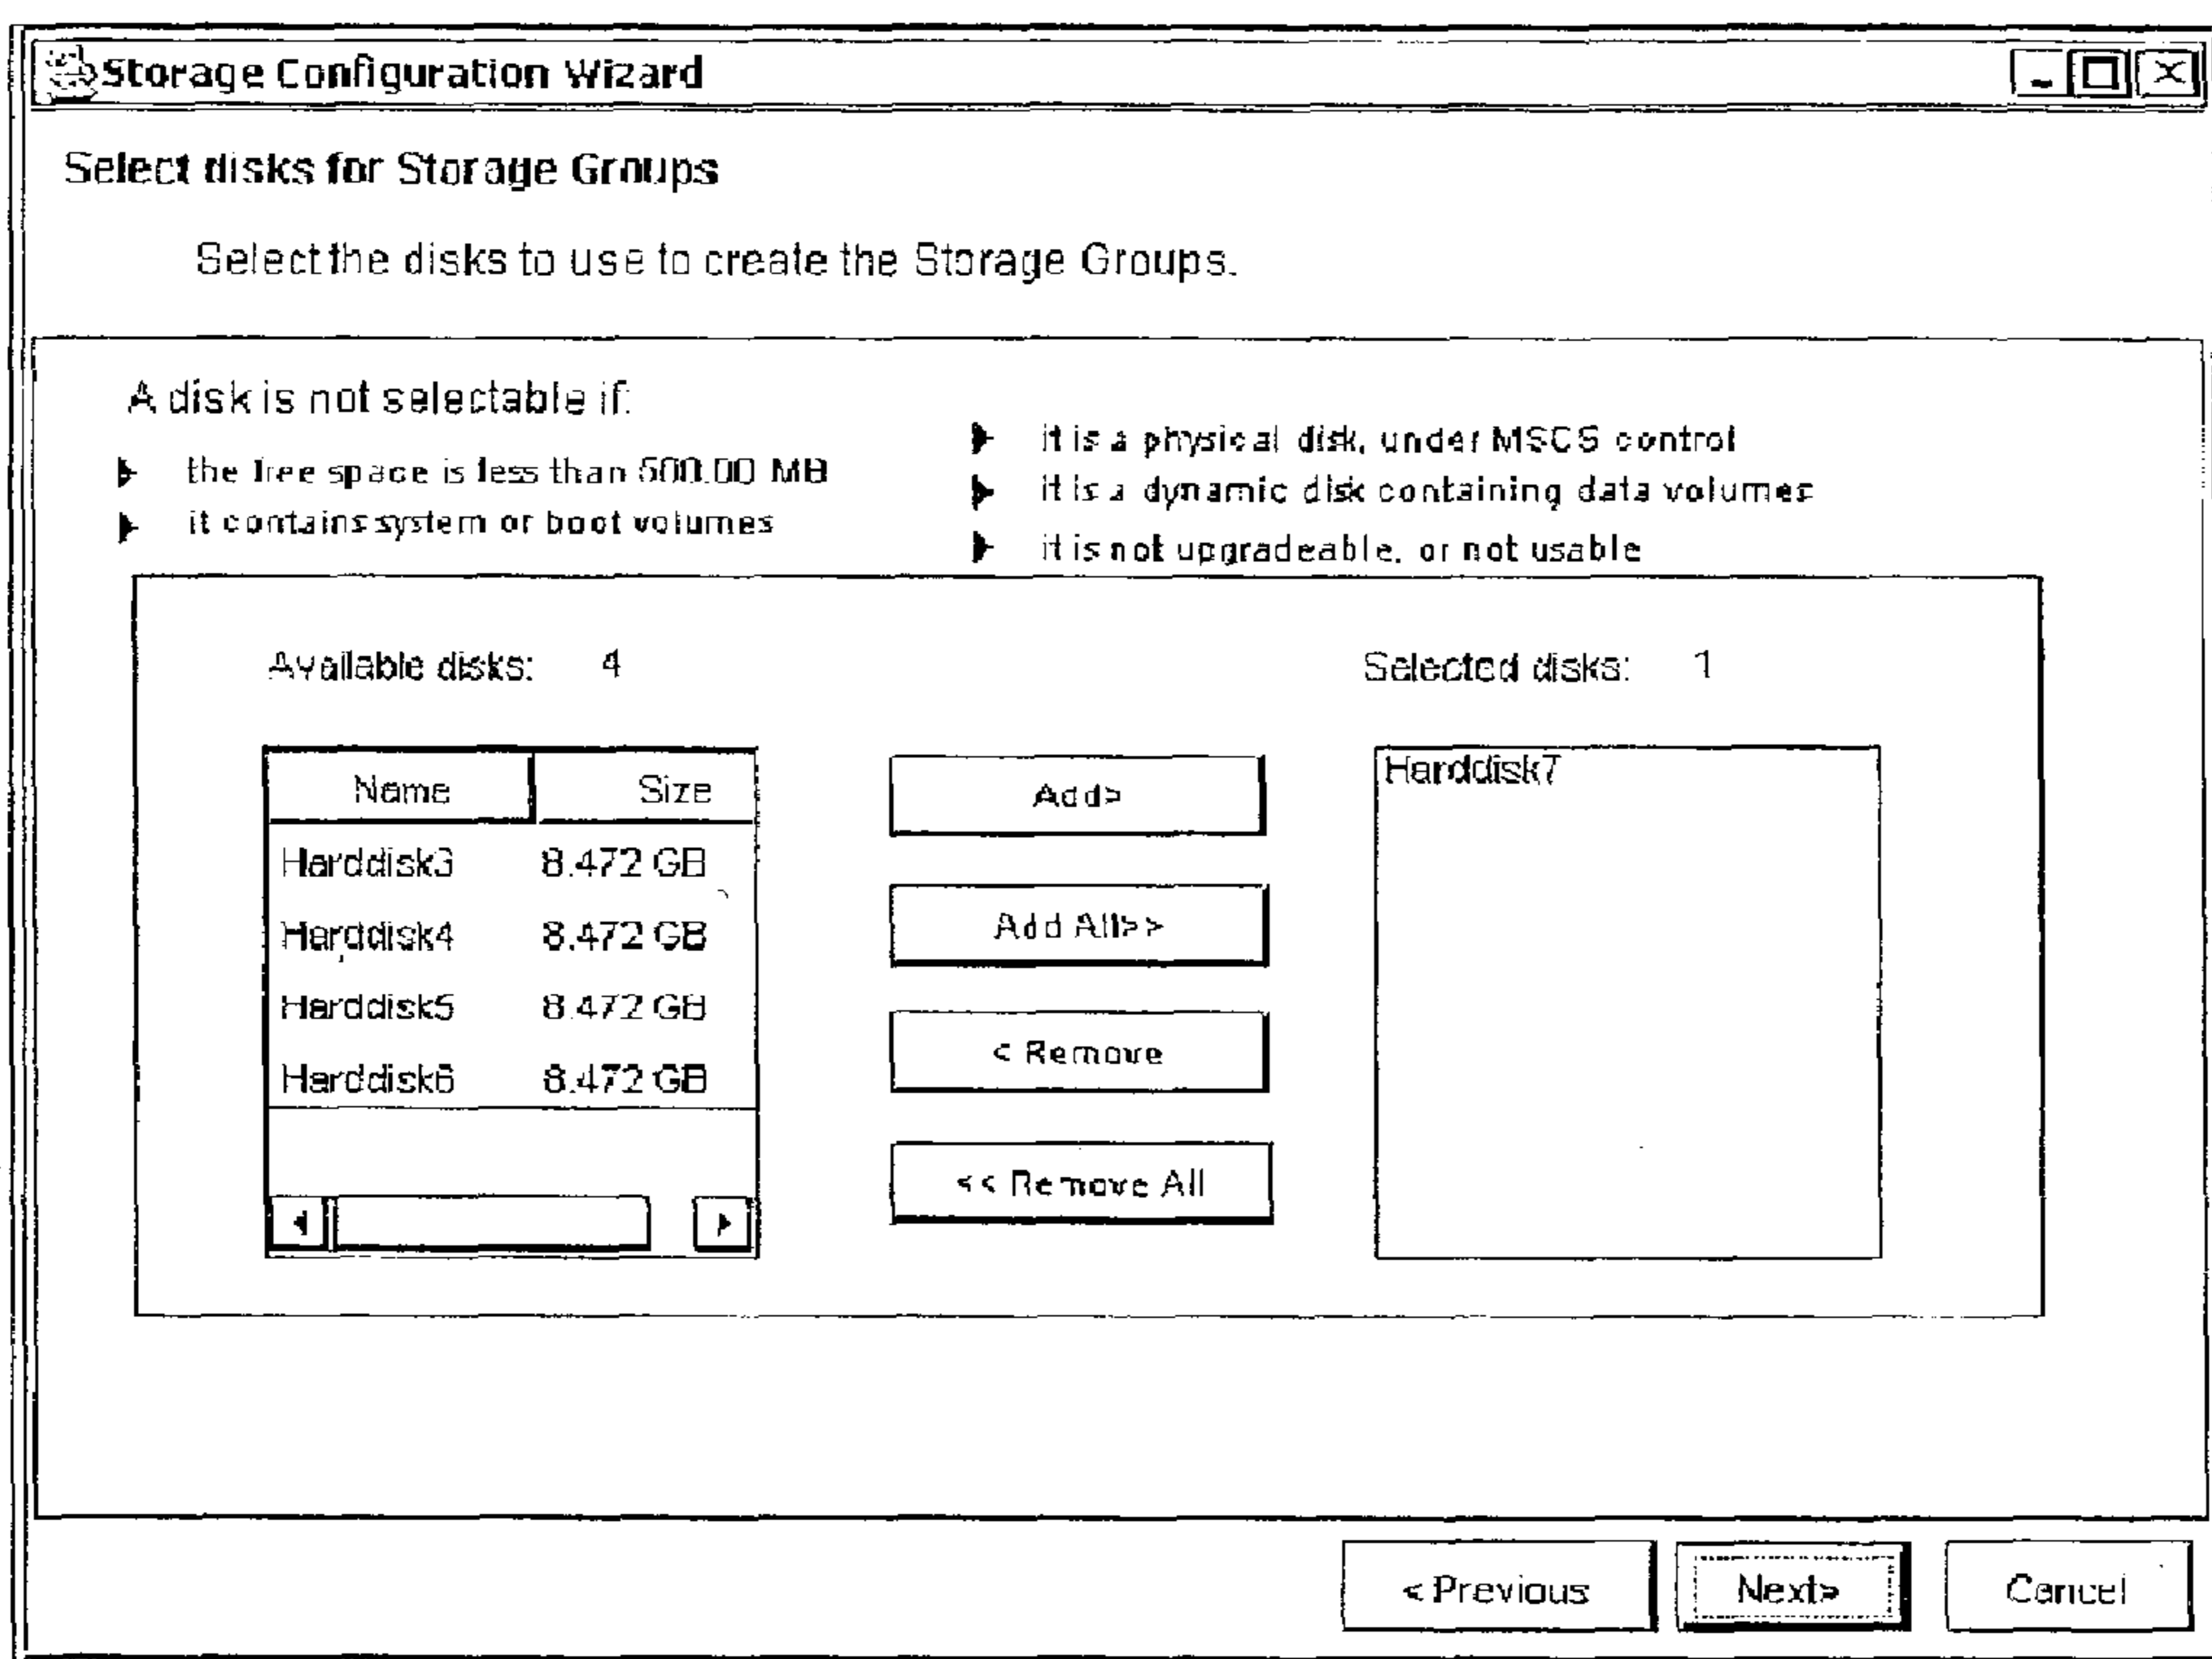 Storage Configuration Wizard
Select disks for Storage Groups
Select the disks to use to create the Storage Groups.
A disk is not selectable if:
the free space is less than 500.00 MB
it contains system or boot volumes
it is a physical disk, under MSCS control
it is a dynamic disk containing data volumes
it is not upgradeable, or not usable
Available disks: 4
Selected disks: 1
Name Size
Harddisk3 8.472 GB
Harddisk4 8.472 GB
Harddisk5 8.472 GB
Harddisk6 8.472 GB
Add>
Add All>>
< Remove
<< Remove All
Harddisk7
< Previous
Next>
Cancel